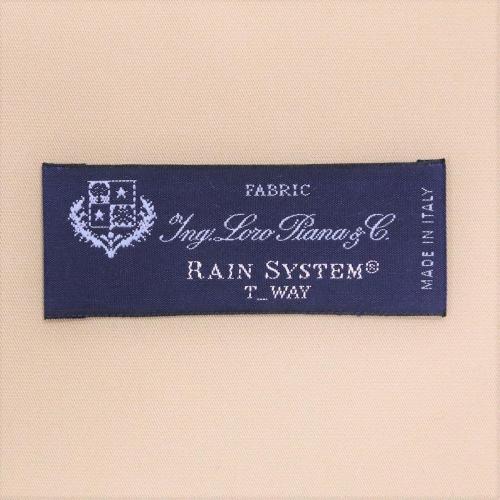 FABRIC
Ing. Loro Piana & C.
RAIN SYSTEM®
T_WAY
MADE IN ITALY